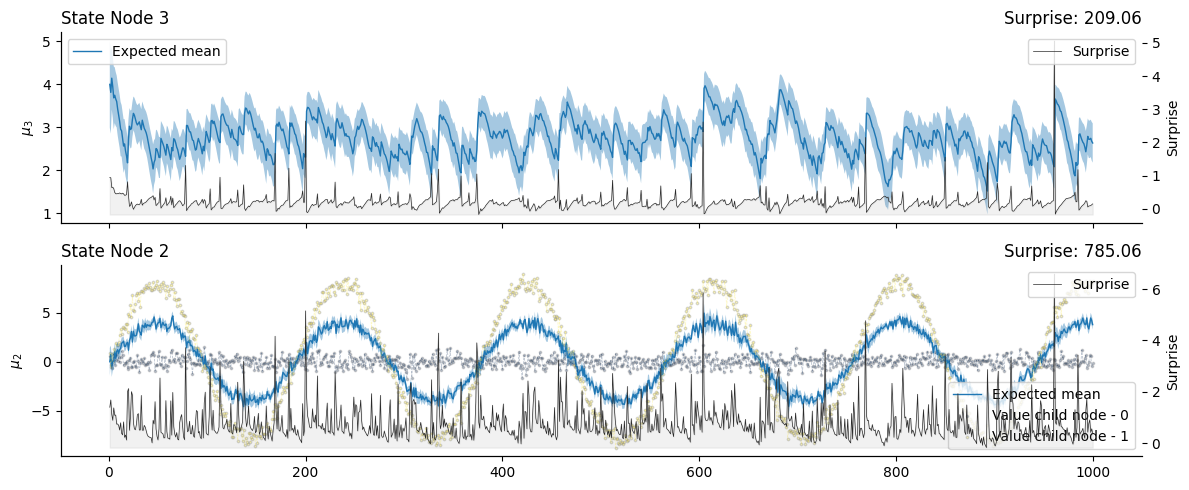 State Node 3
Surprise: 209.06
Expected mean
Surprise
5
4
3
2
1
μ3
5
4
3
2
1
0
Surprise
State Node 2
Surprise: 785.06
Surprise
5
0
−5
μ2
6
4
2
0
Surprise
Expected mean
Value child node - 0
Value child node - 1
0
200
400
600
800
1000